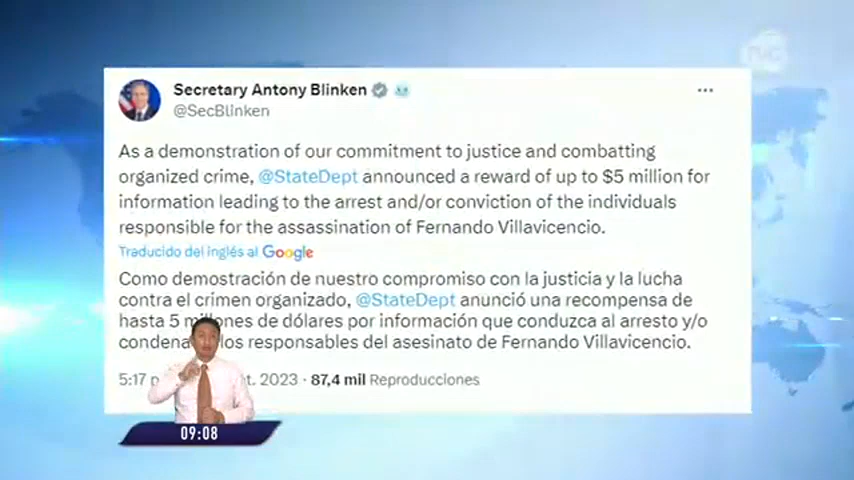 Secretary Antony Blinken
@SecBlinken
As a demonstration of our commitment to justice and combatting
organized crime, @StateDept announced a reward of up to $5 million for
information leading to the arrest and/or conviction of the individuals
responsible for the assassination of Fernando Villavicencio.
Traducido del inglés al Google
Como demostración de nuestro compromiso con la justicia y la lucha
contra el crimen organizado, @StateDept anunció una recompensa de
hasta 5 millones de dólares por información que conduzca al arresto y/o
los responsables del asesinato de Fernando Villavicencio.
5:17 2023 · 87,4 mil Reproducciones
09:08